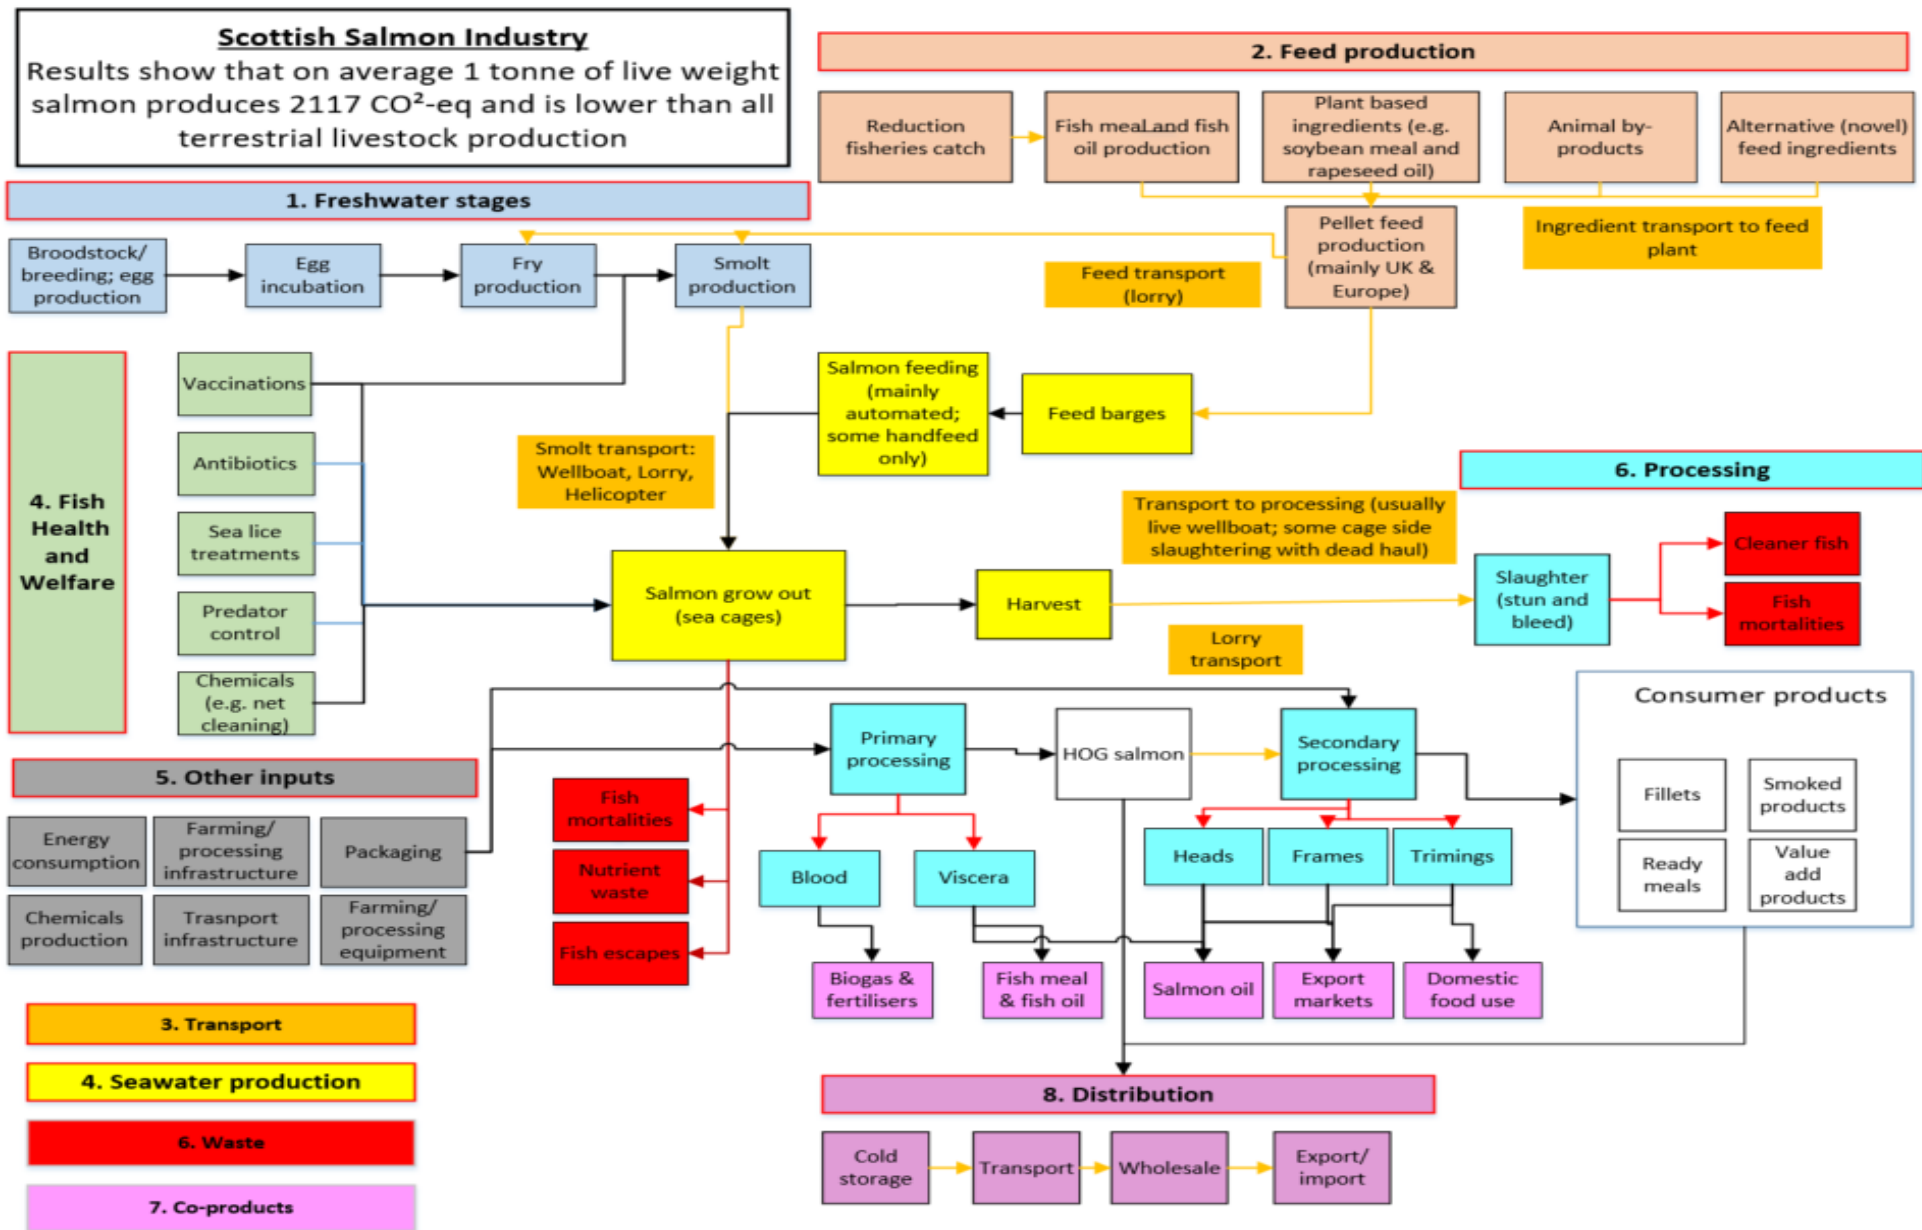 Scottish Salmon Industry
Results show that on average 1 tonne of live weight
salmon produces 2117 CO²-eq and is lower than all
terrestrial livestock production
2. Feed production
Reduction
fisheries catch
Fish meal and fish
oil production
Plant based
ingredients (e.g.
soybean meal and
rapeseed oil)
Animal by-
products
Alternative (novel)
feed ingredients
1. Freshwater stages
Broodstock/
breeding; egg
production
Egg
incubation
Fry
production
Smolt
production
Pellet feed
production
(mainly UK &
Europe)
Ingredient transport to feed
plant
Feed transport
(lorry)
4. Fish
Health
and
Welfare
Vaccinations
Antibiotics
Sea lice
treatments
Predator
control
Chemicals
(e.g. net
cleaning)
Salmon feeding
(mainly
automated;
some handfeed
only)
Feed barges
Smolt transport:
Wellboat, Lorry,
Helicopter
6. Processing
Transport to processing (usually
live wellboat; some cage side
slaughtering with dead haul)
Salmon grow out
(sea cages)
Harvest
Slaughter
(stun and
bleed)
Cleaner fish
Fish
mortalities
Lorry
transport
Primary
processing
HOG salmon
Secondary
processing
Consumer products
Fillets
Smoked
products
Ready
meals
Value
add
products
5. Other inputs
Energy
consumption
Farming/
processing
infrastructure
Packaging
Chemicals
production
Trasnport
infrastructure
Farming/
processing
equipment
Fish
mortalities
Nutrient
waste
Fish escapes
Blood
Viscera
Heads
Frames
Trimings
Biogas &
fertilisers
Fish meal
& fish oil
Salmon oil
Export
markets
Domestic
food use
3. Transport
4. Seawater production
6. Waste
7. Co-products
8. Distribution
Cold
storage
Transport
Wholesale
Export/
import